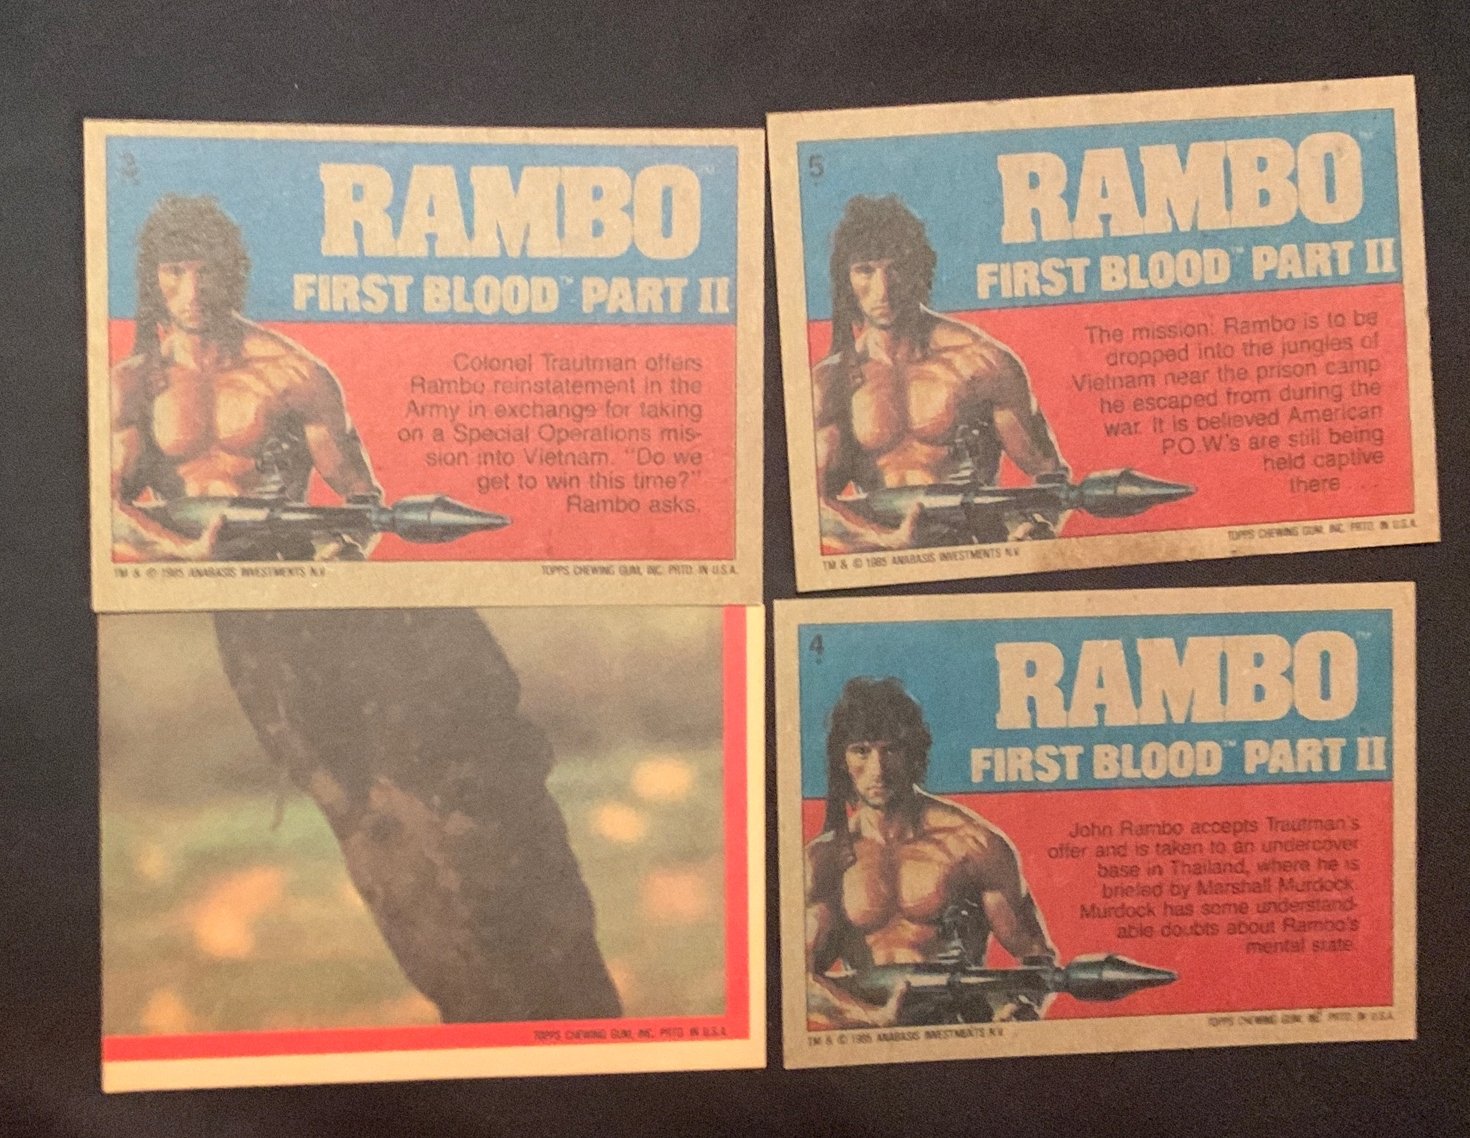 3
RAMBO™
FIRST BLOOD™ PART II
Colonel Trautman offers
Rambo reinstatement in the
Army in exchange for taking
on a Special Operations mis-
sion into Vietnam. "Do we
get to win this time?"
Rambo asks.
TM & © 1985 ANABASIS INVESTMENTS N.V. TOPPS CHEWING GUM, INC. PRTD. IN U.S.A.
5
RAMBO™
FIRST BLOOD™ PART II
The mission: Rambo is to be
dropped into the jungles of
Vietnam near the prison camp
he escaped from during the
war. It is believed American
P.O.W.'s are still being
held captive
there ...
TM & © 1985 ANABASIS INVESTMENTS N.V. TOPPS CHEWING GUM, INC. PRTD. IN U.S.A.
TOPPS CHEWING GUM, INC. PRTD. IN U.S.A.
4
RAMBO™
FIRST BLOOD™ PART II
John Rambo accepts Trautman's
offer and is taken to an undercover
base in Thailand, where he is
briefed by Marshall Murdock.
Murdock has some understand-
able doubts about Rambo's
mental state.
TM & © 1985 ANABASIS INVESTMENTS N.V. TOPPS CHEWING GUM, INC. PRTD. IN U.S.A.